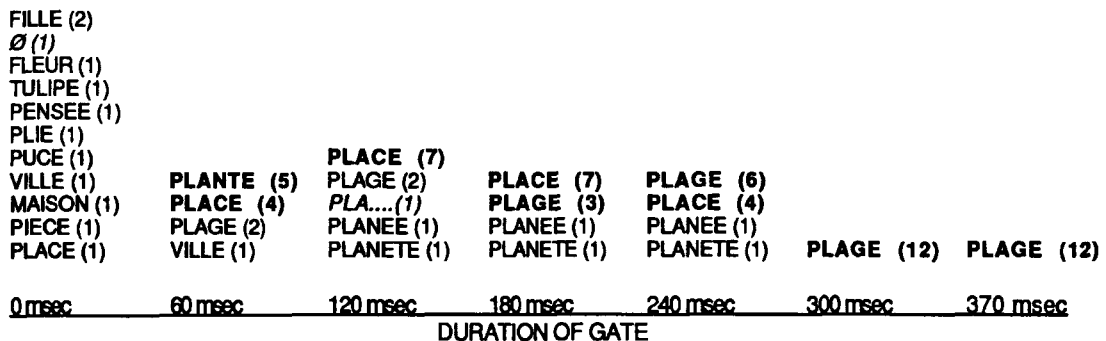 FILLE (2)
Ø (1)
FLEUR (1)
TULIPE (1)
PENSEE (1)
PLIE (1)
PUCE (1) PLACE (7)
VILLE (1) PLANTE (5) PLAGE (2) PLACE (7) PLAGE (6)
MAISON (1) PLACE (4) PLA....(1) PLAGE (3) PLACE (4)
PIECE (1) PLAGE (2) PLANEE (1) PLANEE (1) PLANEE (1)
PLACE (1) VILLE (1) PLANETE (1) PLANETE (1) PLANETE (1) PLAGE (12) PLAGE (12)
0 msec 60 msec 120 msec 180 msec 240 msec 300 msec 370 msec
DURATION OF GATE